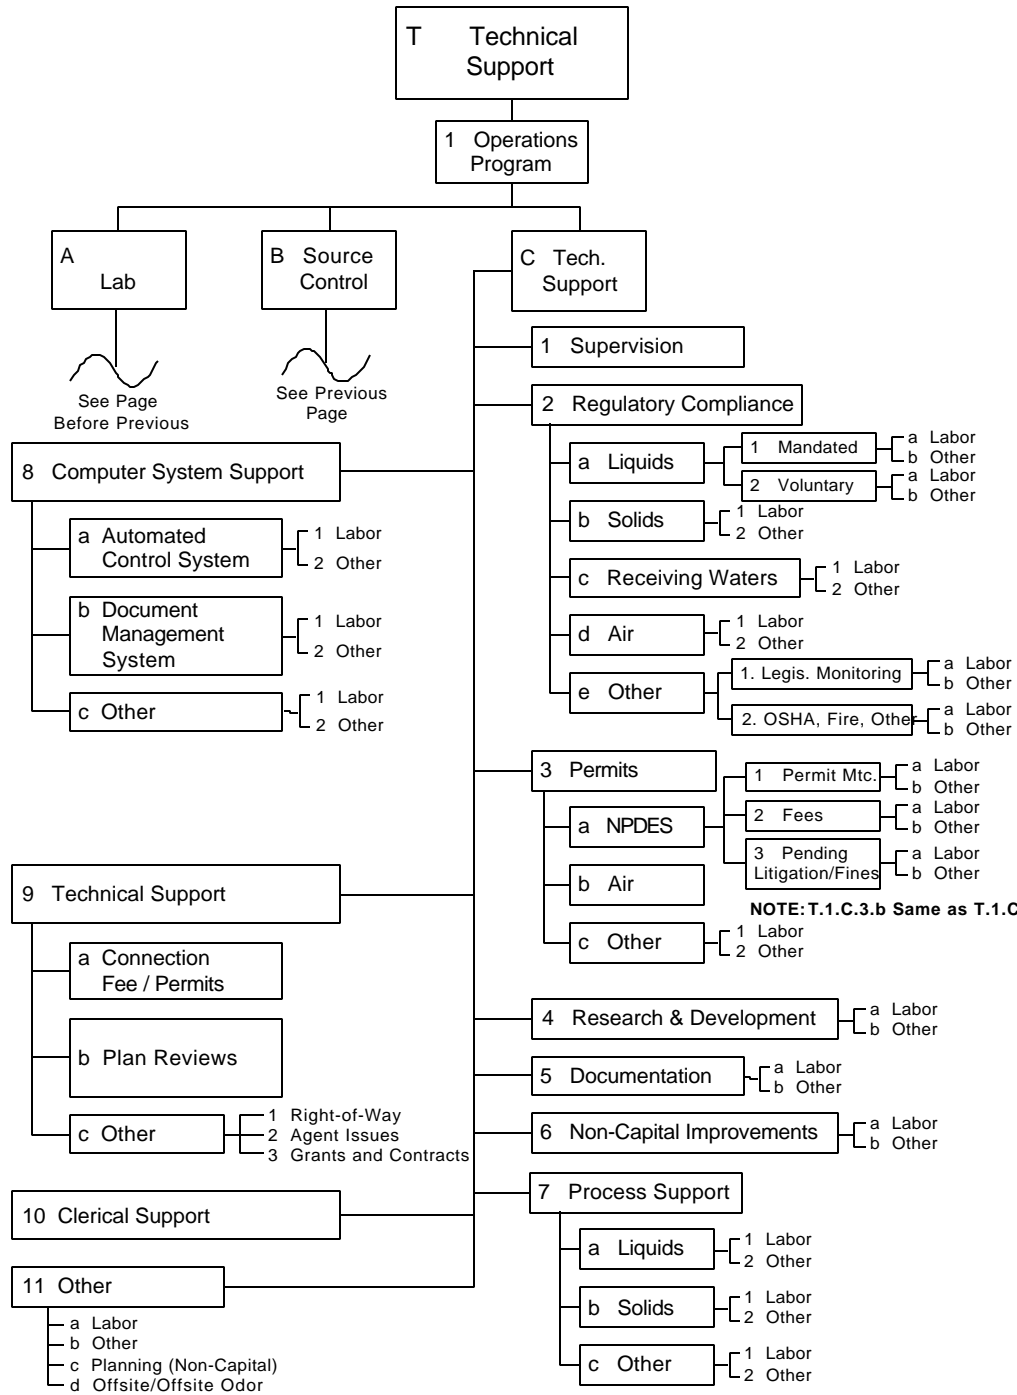 T Technical
Support
1 Operations
Program
A
Lab
B Source
Control
C Tech.
Support
See Page
Before Previous
See Previous
Page
1 Supervision
2 Regulatory Compliance
a Liquids
1 Mandated
a Labor
b Other
2 Voluntary
a Labor
b Other
b Solids
1 Labor
2 Other
c Receiving Waters
1 Labor
2 Other
d Air
1 Labor
2 Other
e Other
1. Legis. Monitoring
a Labor
b Other
2. OSHA, Fire, Other
a Labor
b Other
3 Permits
a NPDES
1 Permit Mtc.
a Labor
b Other
2 Fees
a Labor
b Other
3 Pending
Litigation/Fines
a Labor
b Other
b Air
NOTE: T.1.C.3.b Same as T.1.C
c Other
1 Labor
2 Other
4 Research & Development
a Labor
b Other
5 Documentation
a Labor
b Other
6 Non-Capital Improvements
a Labor
b Other
7 Process Support
a Liquids
1 Labor
2 Other
b Solids
1 Labor
2 Other
c Other
1 Labor
2 Other
8 Computer System Support
a Automated
Control System
1 Labor
2 Other
b Document
Management
System
1 Labor
2 Other
c Other
1 Labor
2 Other
9 Technical Support
a Connection
Fee / Permits
b Plan Reviews
c Other
1 Right-of-Way
2 Agent Issues
3 Grants and Contracts
10 Clerical Support
11 Other
a Labor
b Other
c Planning (Non-Capital)
d Offsite/Offsite Odor